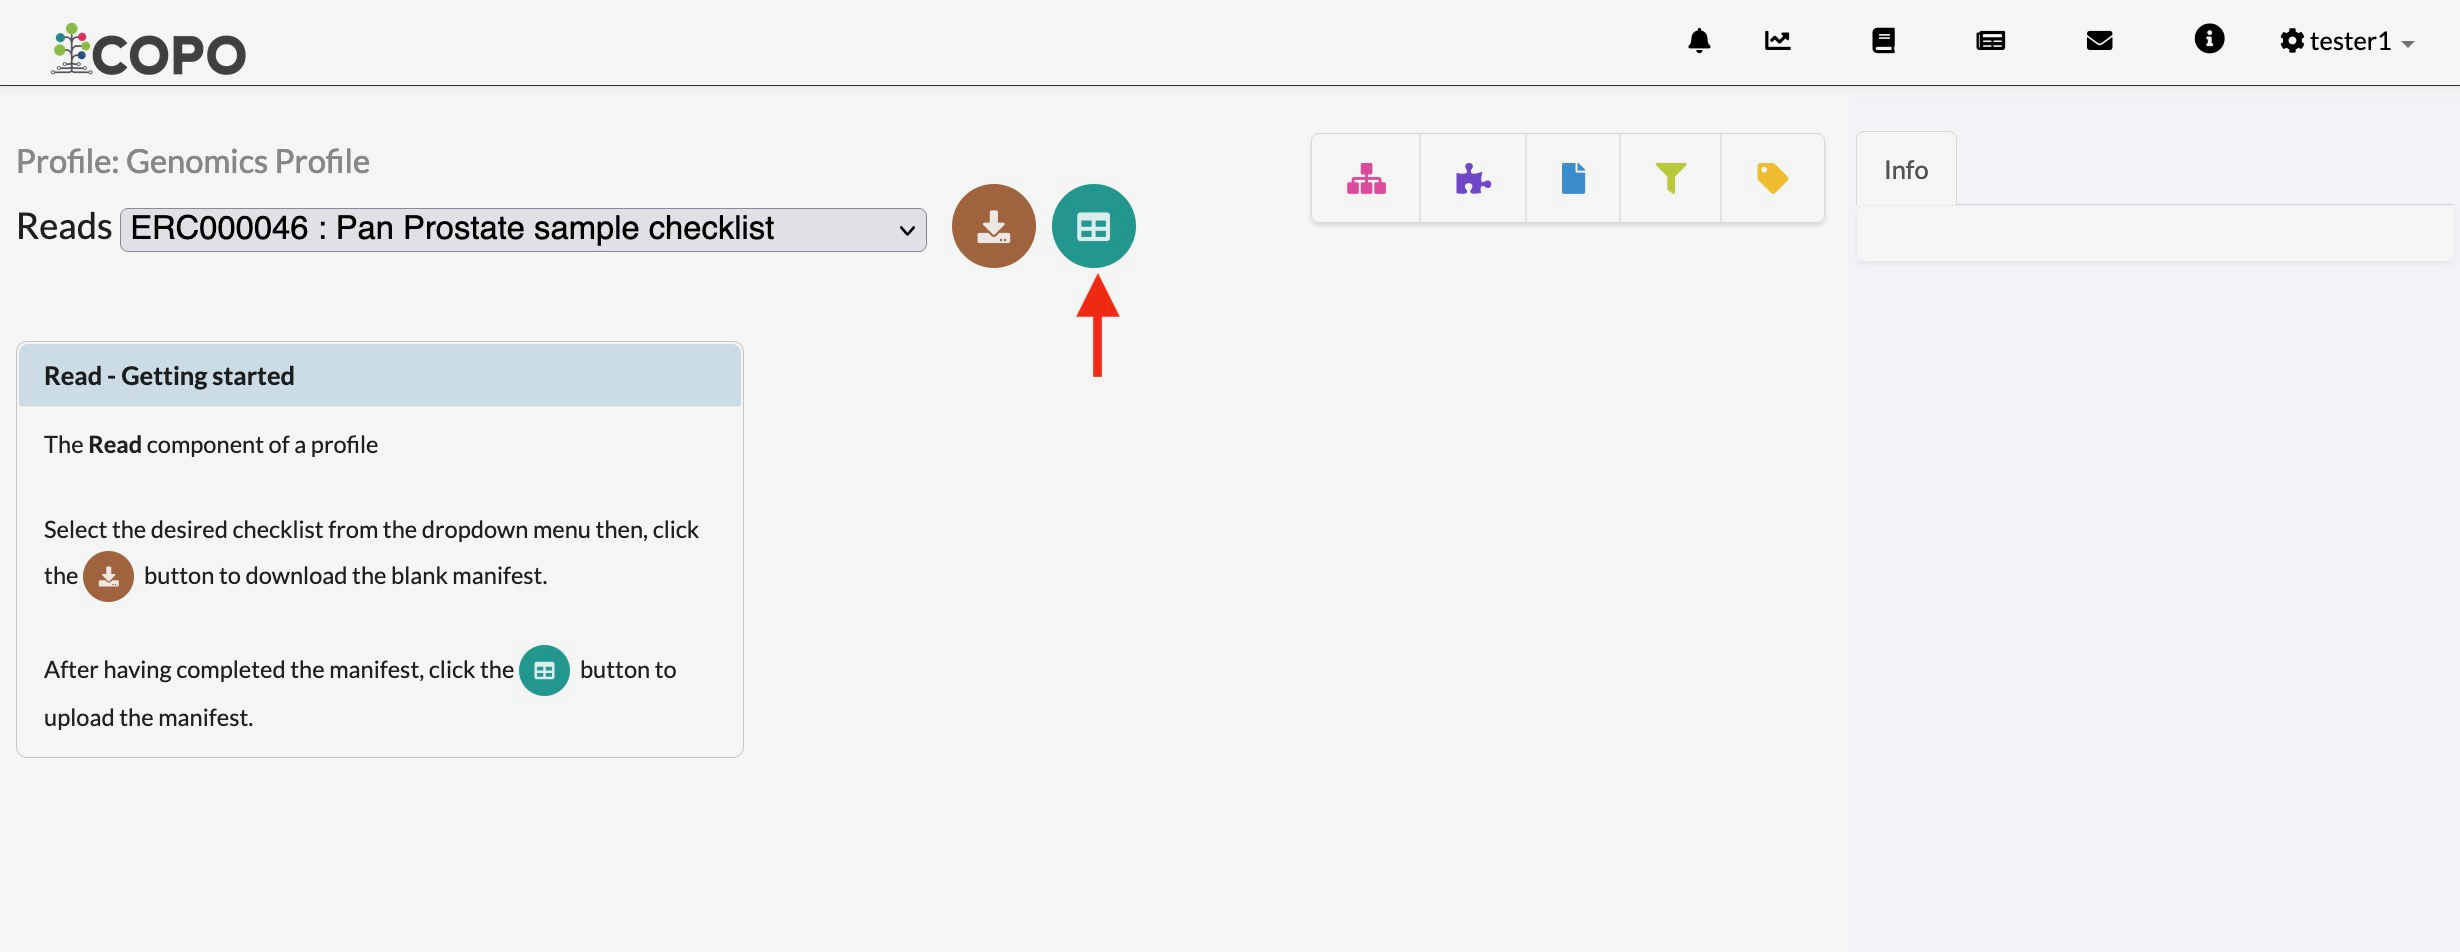 COPO
tester1
Profile: Genomics Profile
Reads ERC000046 : Pan Prostate sample checklist
Info
Read - Getting started
The Read component of a profile
Select the desired checklist from the dropdown menu then, click
the button to download the blank manifest.
After having completed the manifest, click the button to
upload the manifest.